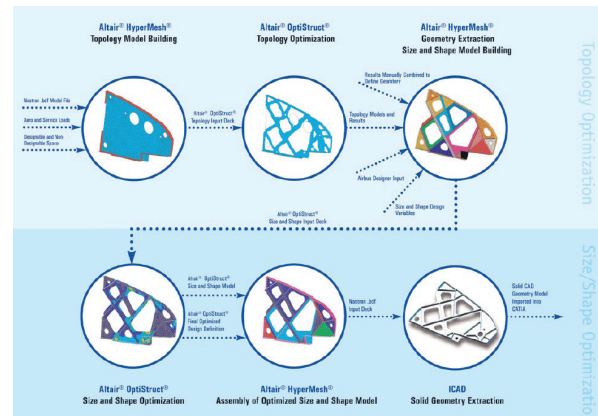 Altair® HyperMesh®
Topology Model Building
Altair® OptiStruct®
Topology Optimization
Altair® HyperMesh®
Geometry Extraction
Size and Shape Model Building
Topology Optimization
Nastran .bdf Model File
Aero and Service Loads
Designable and Non
Designable Space
Altair® OptiStruct®
Topology Input Deck
Results Manually Combined to
Define Geometry
Topology Models and
Results
Airbus Designer Input
Size and Shape Design
Variables
Altair® OptiStruct®
Size and Shape Input Deck
Size/Shape Optimizatio
Altair® OptiStruct®
Size and Shape Model
Altair® OptiStruct®
Final Optimized
Design Definition
Nastran .bdf
Input Deck
Solid CAD
Geometry Model
Imported into
CATIA
Altair® OptiStruct®
Size and Shape Optimization
Altair® HyperMesh®
Assembly of Optimized Size and Shape Model
ICAD
Solid Geometry Extraction